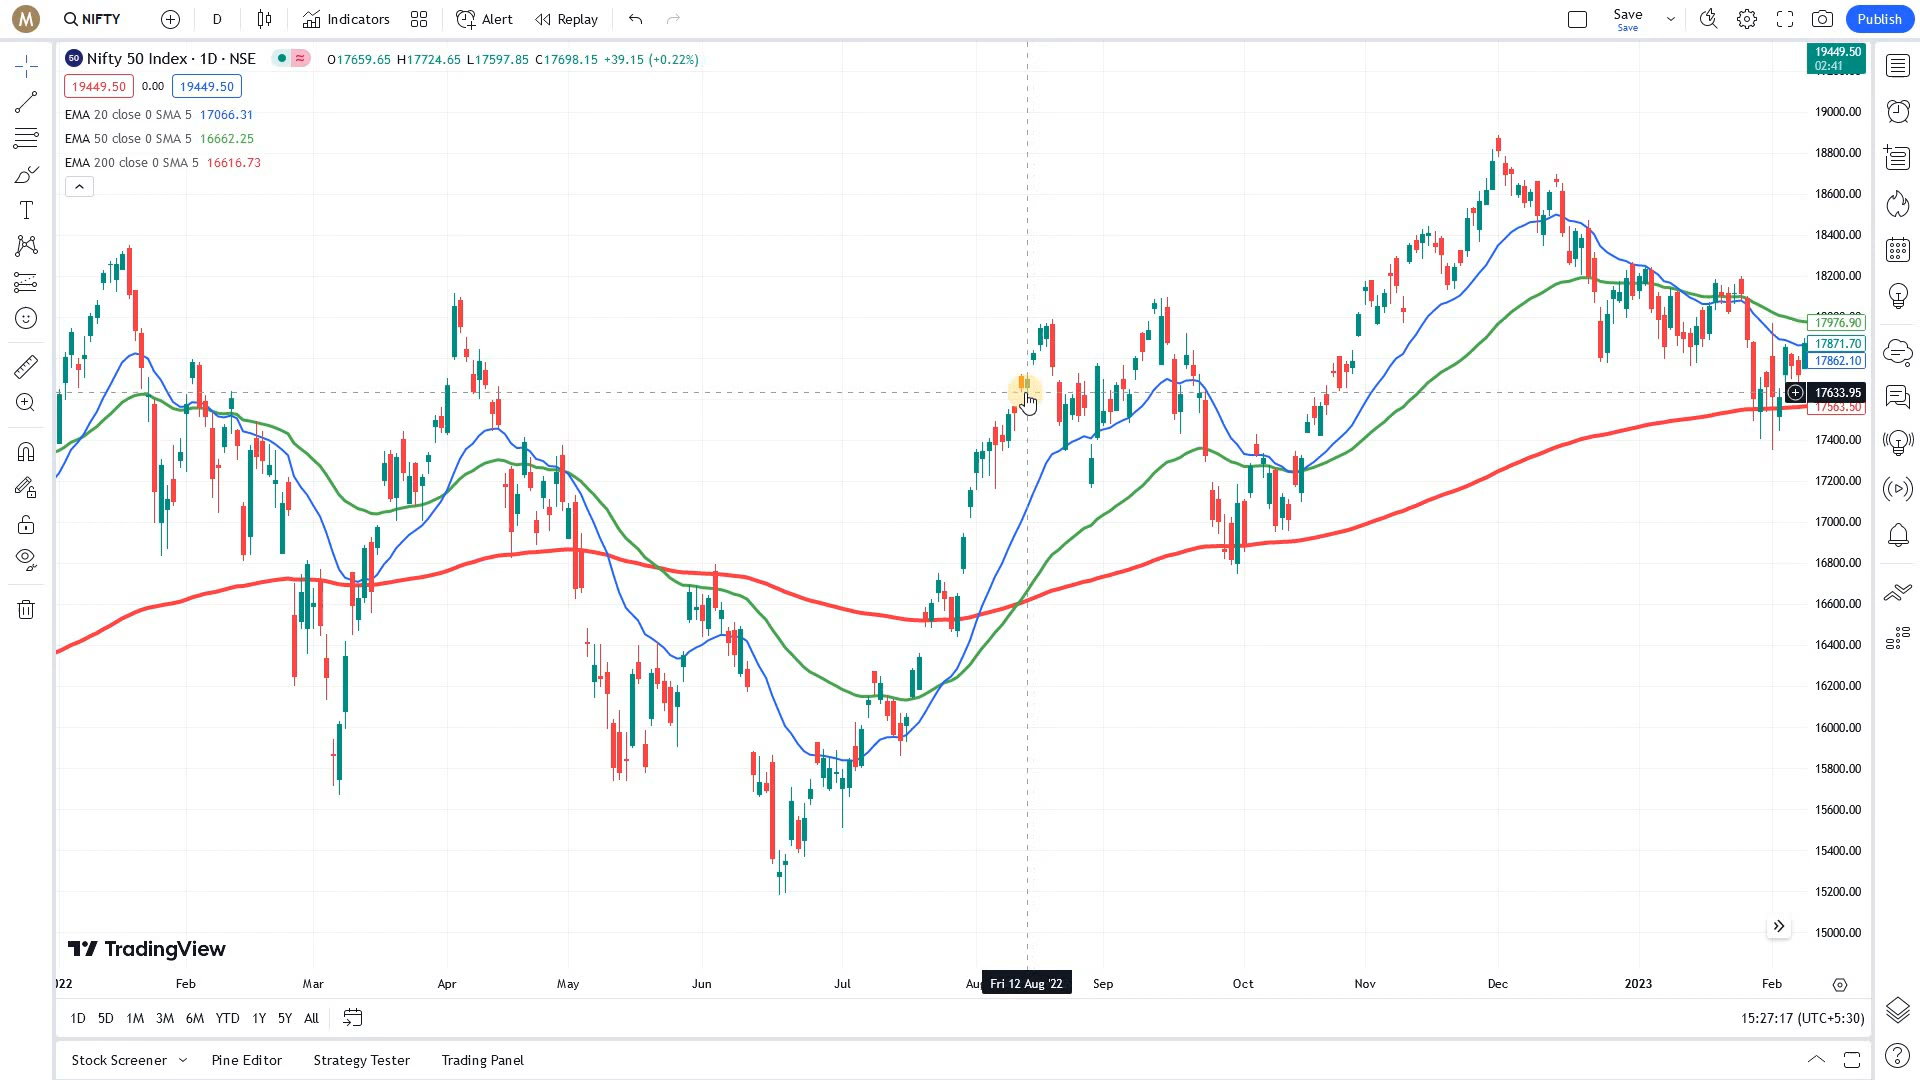 M NIFTY D Indicators Alert Replay Save Save Publish
50 Nifty 50 Index · 1D · NSE ≈ O17659.65 H17724.65 L17597.85 C17698.15 +39.15 (+0.22%)
19449.50 0.00 19449.50
EMA 20 close 0 SMA 5 17066.31
EMA 50 close 0 SMA 5 16662.25
EMA 200 close 0 SMA 5 16616.73
19449.50
02:41
19000.00
18800.00
18600.00
18400.00
18200.00
17976.90
17871.70
17862.10
17633.95
17563.50
17400.00
17200.00
17000.00
16800.00
16600.00
16400.00
16200.00
16000.00
15800.00
15600.00
15400.00
15200.00
15000.00
TradingView
Feb Mar Apr May Jun Jul Fri 12 Aug '22 Sep Oct Nov Dec 2023 Feb
1D 5D 1M 3M 6M YTD 1Y 5Y All 15:27:17 (UTC+5:30)
Stock Screener Pine Editor Strategy Tester Trading Panel